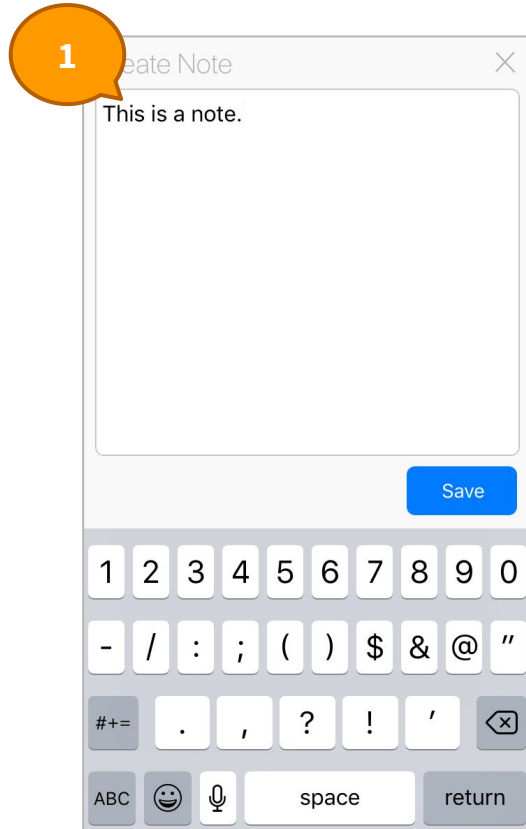 1
eate Note
This is a note.
Save
1 2 3 4 5 6 7 8 9 0
- / : ; ( ) $ & @ "
#+= . , ? ! '
ABC space return